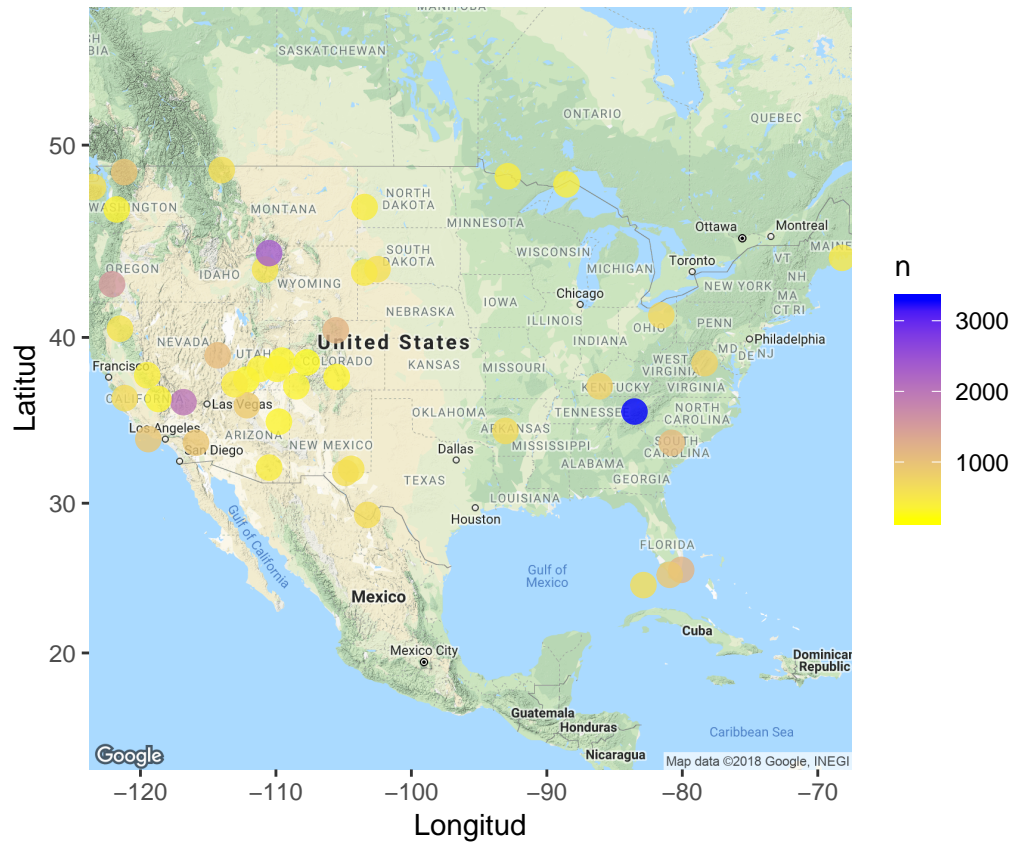 MANITOBA
SH
BIA
SASKATCHEWAN
ONTARIO
QUEBEC
50
WASHINGTON
MONTANA
NORTH
DAKOTA
MINNESOTA
Ottawa
Montreal
MAINE
OREGON
IDAHO
SOUTH
DAKOTA
WISCONSIN
Toronto
VT
MICHIGAN
NH
WYOMING
NEW YORK
MA
CT RI
Chicago
IOWA
NEBRASKA
ILLINOIS
OHIO
PENN
40
NEVADA
UTAH
United States
COLORADO
INDIANA
Philadelphia
MD
DE
NJ
Francisco
KANSAS
MISSOURI
WEST
VIRGINIA
KENTUCKY
VIRGINIA
CALIFORNIA
Las Vegas
OKLAHOMA
TENNESSEE
NORTH
CAROLINA
Los Angeles
ARIZONA
ARKANSAS
NEW MEXICO
MISSISSIPPI
SOUTH
CAROLINA
San Diego
Dallas
ALABAMA
TEXAS
GEORGIA
LOUISIANA
30
Houston
Gulf of California
FLORIDA
Gulf of
Mexico
Mexico
Cuba
20
Mexico City
Dominican
Republic
Guatemala
Honduras
Caribbean Sea
Nicaragua
Google
Map data ©2018 Google, INEGI
−120
−110
−100
−90
−80
−70
Longitud
Latitud
n
3000
2000
1000